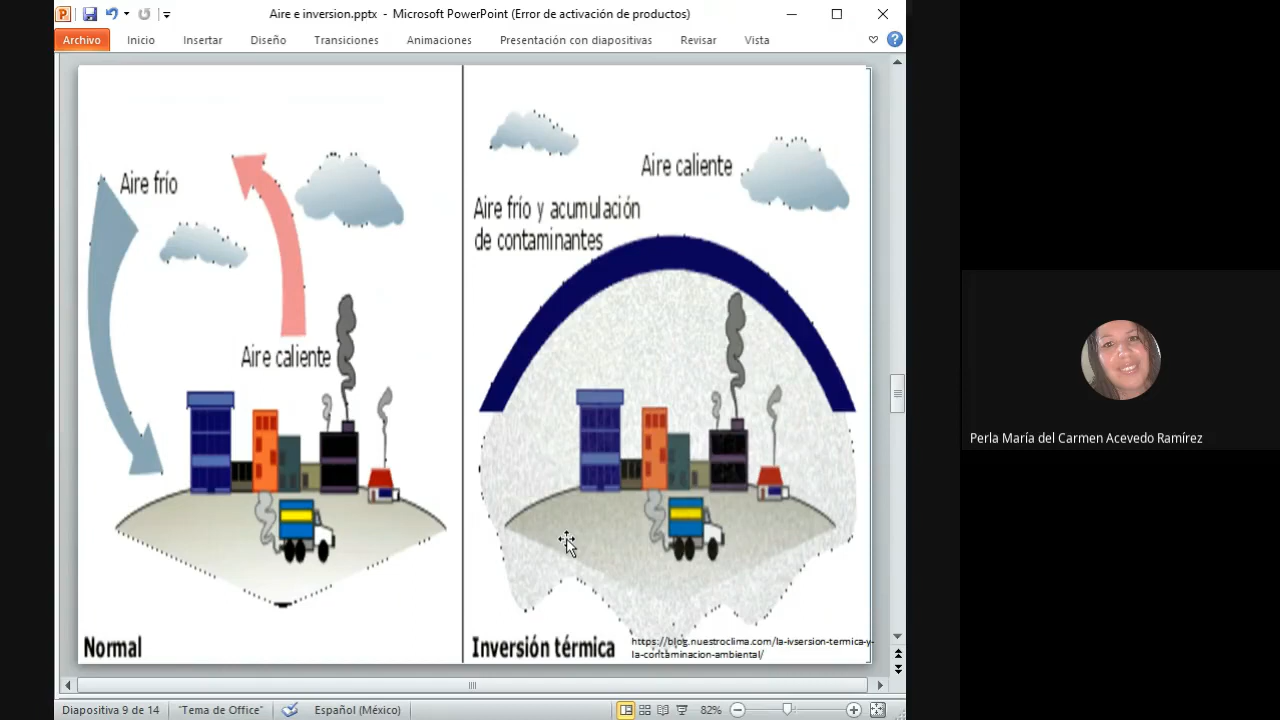 Aire e inversion.pptx - Microsoft PowerPoint (Error de activación de productos)
Archivo Inicio Insertar Diseño Transiciones Animaciones Presentación con diapositivas Revisar Vista
Aire frío
Aire caliente
Normal
Aire caliente
Aire frío y acumulación
de contaminantes
Inversión térmica
https://blog.nuestroclima.com/la-ivsersion-termica-y-
la-contaminacion-ambiental/
Perla María del Carmen Acevedo Ramírez
Diapositiva 9 de 14 "Tema de Office" Español (México) 82%